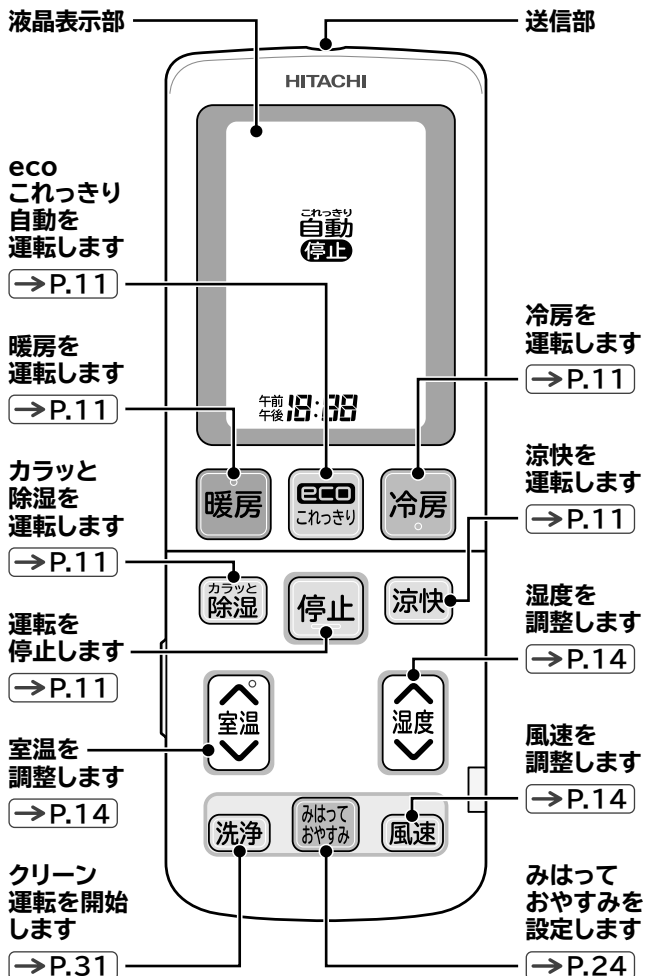 液晶表示部
送信部
HITACHI
eco
これっきり
自動を
運転します
→P.11
暖房を
運転します
→P.11
カラッと
除湿を
運転します
→P.11
運転を
停止します
→P.11
室温を
調整します
→P.14
クリーン
運転を開始
します
→P.31
これっきり
自動
停止
午前
午後 18:38
暖房
eco
これっきり
冷房
カラッと
除湿
停止
涼快
室温
湿度
洗浄
みはって
おやすみ
風速
冷房を
運転します
→P.11
涼快を
運転します
→P.11
湿度を
調整します
→P.14
風速を
調整します
→P.14
みはって
おやすみを
設定します
→P.24